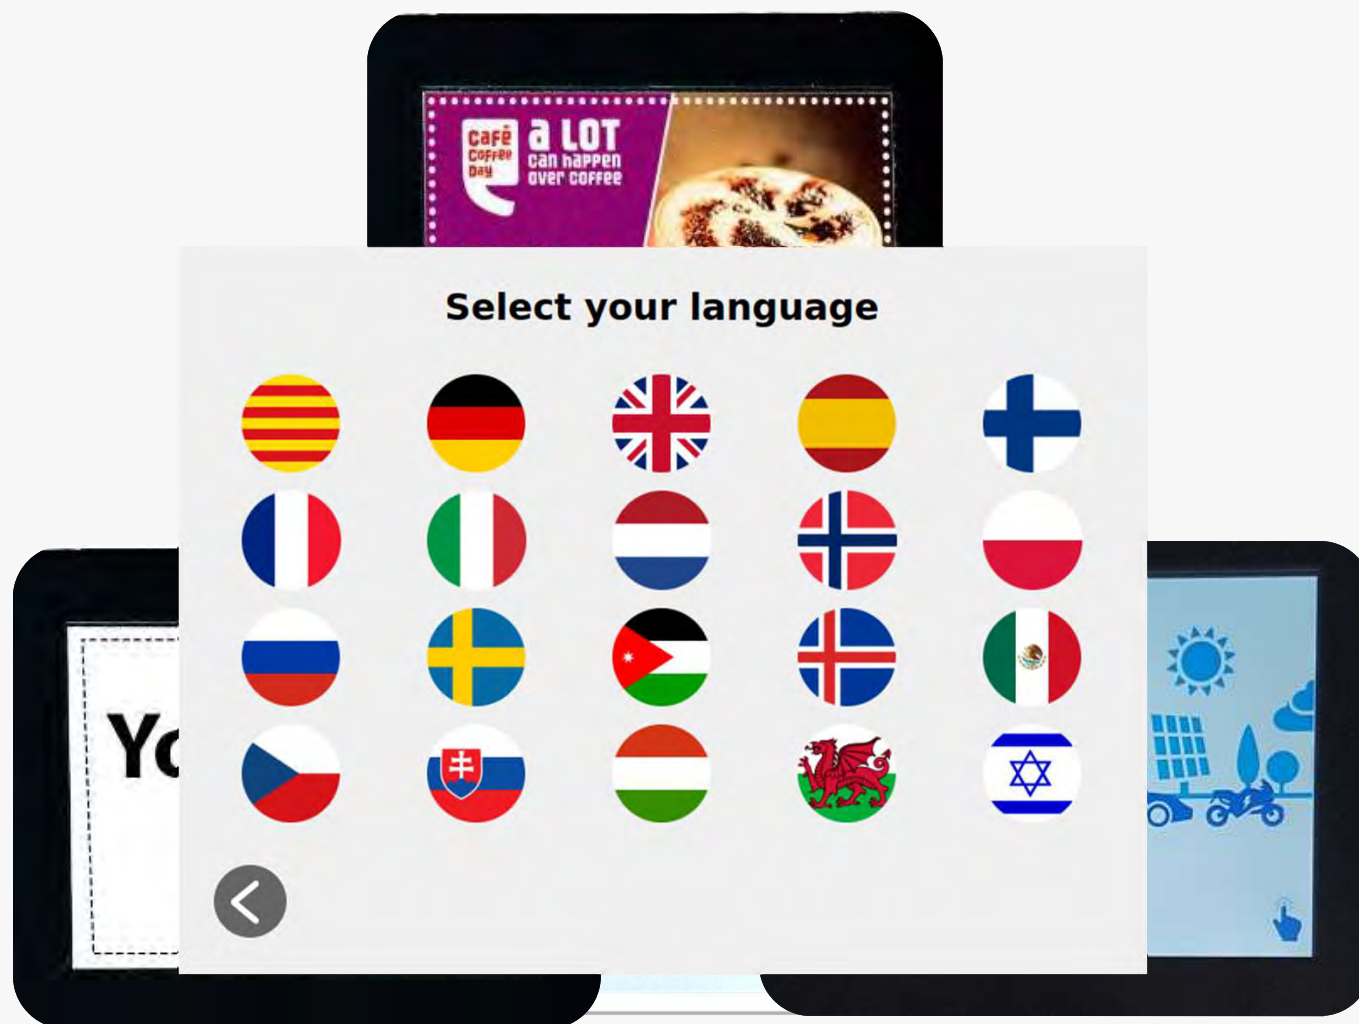 Café
Coffee
Day
a LOT
can happen
over coffee
Select your language